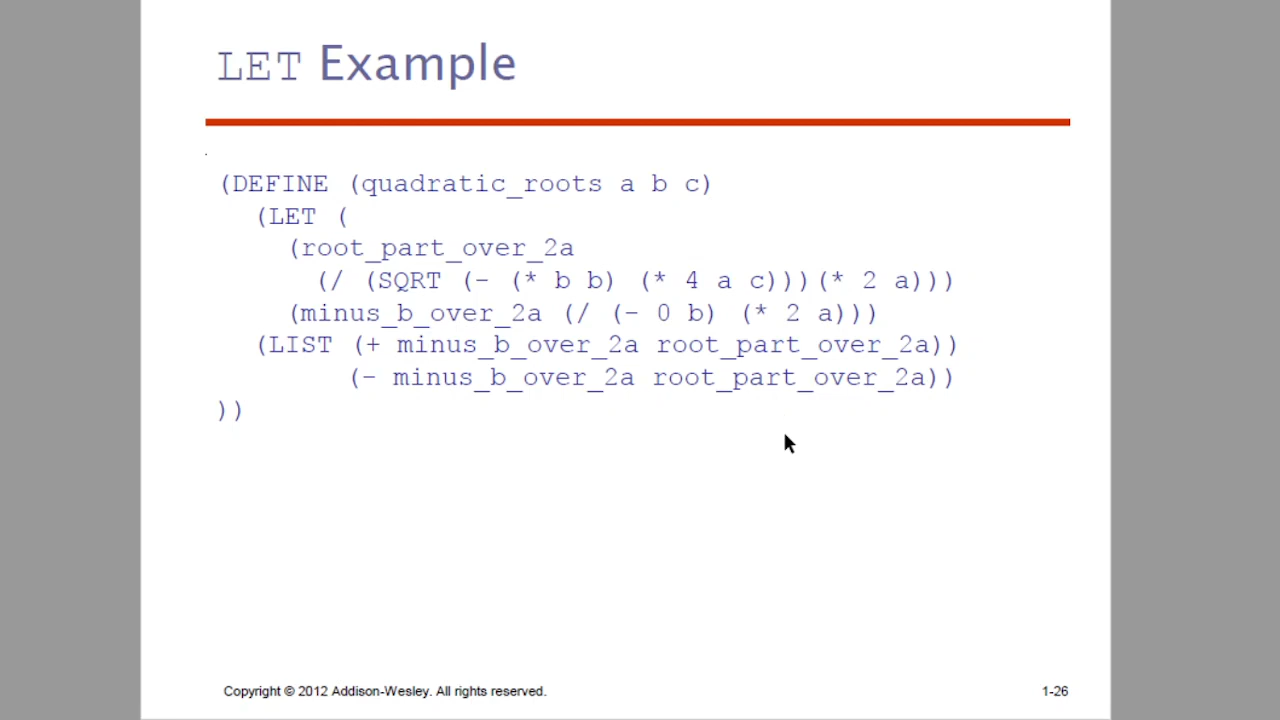 LET Example
(DEFINE (quadratic_roots a b c)
(LET (
(root_part_over_2a
(/ (SQRT (- (* b b) (* 4 a c)))(* 2 a)))
(minus_b_over_2a (/ (- 0 b) (* 2 a)))
(LIST (+ minus_b_over_2a root_part_over_2a))
(- minus_b_over_2a root_part_over_2a))
))
Copyright © 2012 Addison-Wesley. All rights reserved.
1-26